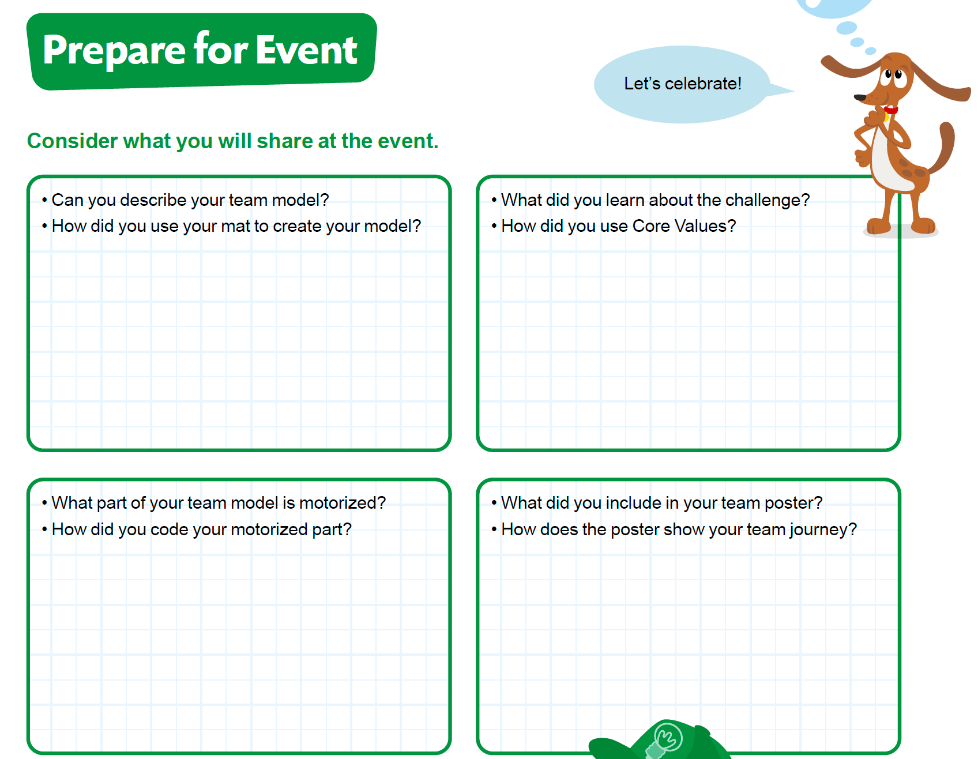 Prepare for Event
Let's celebrate!
Consider what you will share at the event.
• Can you describe your team model?
• How did you use your mat to create your model?
• What did you learn about the challenge?
• How did you use Core Values?
• What part of your team model is motorized?
• How did you code your motorized part?
• What did you include in your team poster?
• How does the poster show your team journey?